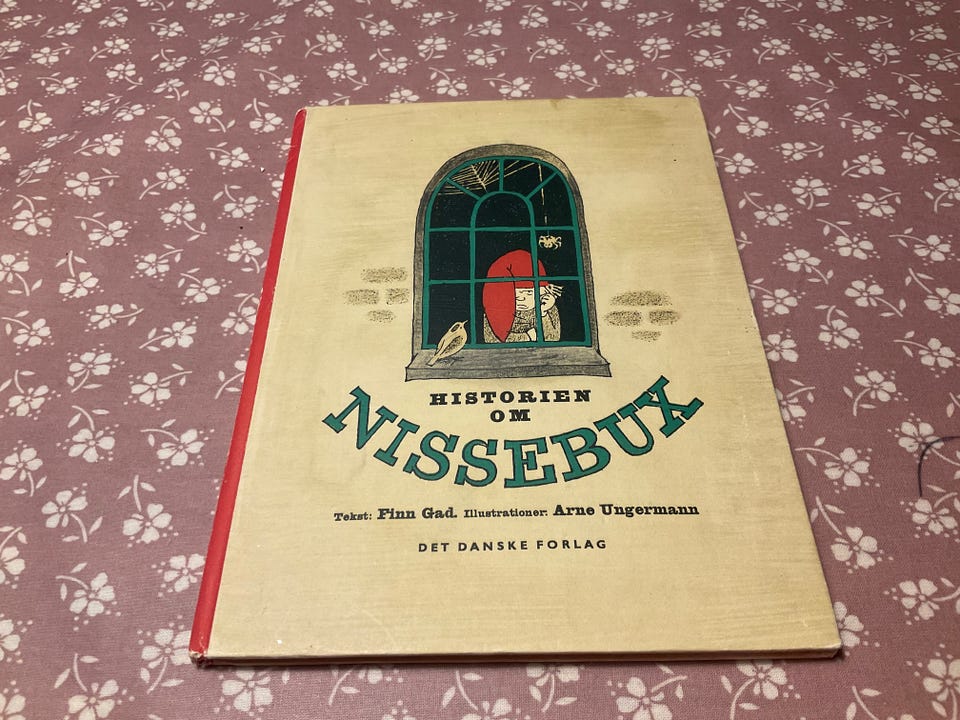 HISTORIEN
OM
NISSEBUX
Tekst: Finn Gad. Illustrationer: Arne Ungermann
DET DANSKE FORLAG